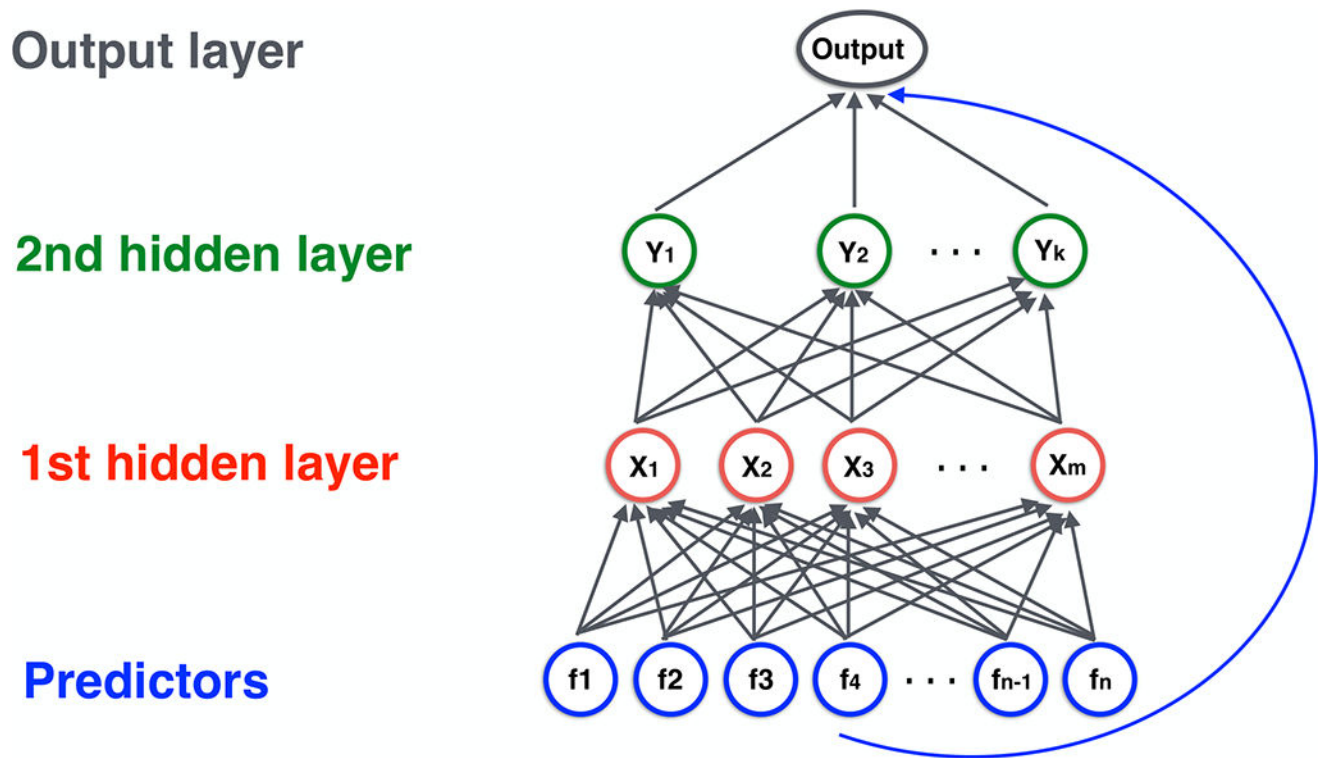 Output layer
Output
2nd hidden layer
Y1 Y2 ... Yk
1st hidden layer
X1 X2 X3 ... Xm
Predictors
f1 f2 f3 f4 ... fn-1 fn